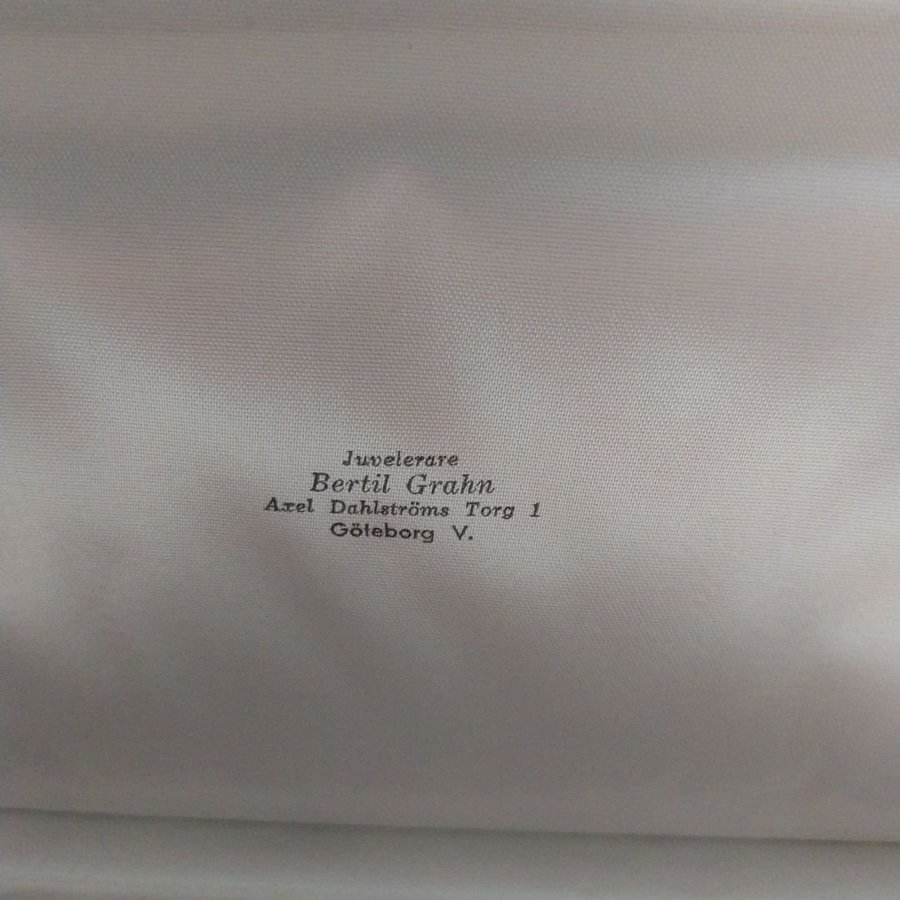 Juvelerare
Bertil Grahn
Axel Dahlströms Torg 1
Göteborg V.